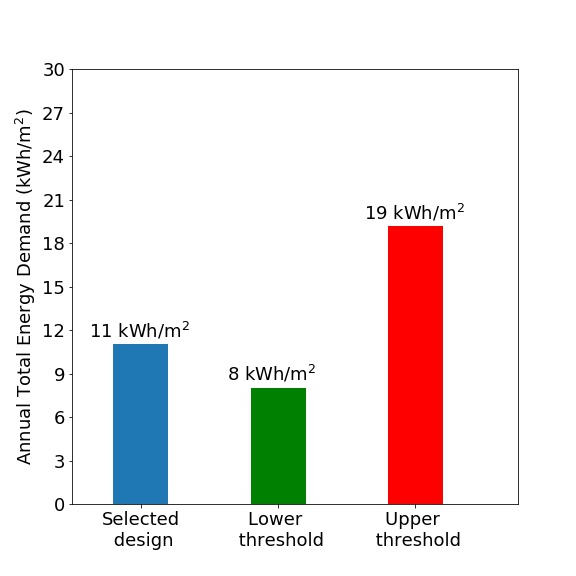 Annual Total Energy Demand (kWh/m²)
30
27
24
21
18
15
12
9
6
3
0
11 kWh/m²
8 kWh/m²
19 kWh/m²
Selected
design
Lower
threshold
Upper
threshold